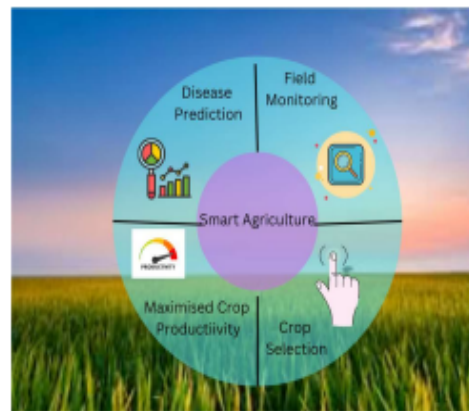 Disease
Prediction
Field
Monitoring
Smart Agriculture
PRODUCTIVITY
Maximised Crop
Productiivity
Crop
Selection